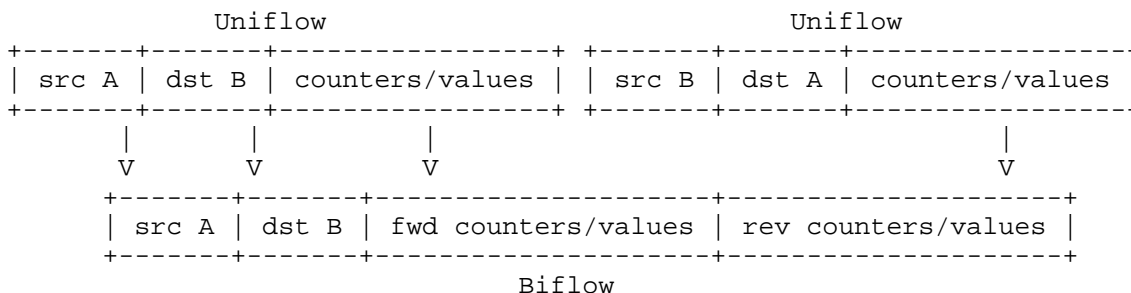 Uniflow                                 Uniflow
+-------+-------+-----------------+ +-------+-------+-----------------+
| src A | dst B | counters/values | | src B | dst A | counters/values
+-------+-------+-----------------+ +-------+-------+-----------------+
       |       |          |                                   |
       V       V          V                                   V
      +-------+-------+---------------------+---------------------+
      | src A | dst B | fwd counters/values | rev counters/values |
      +-------+-------+---------------------+---------------------+
                                Biflow